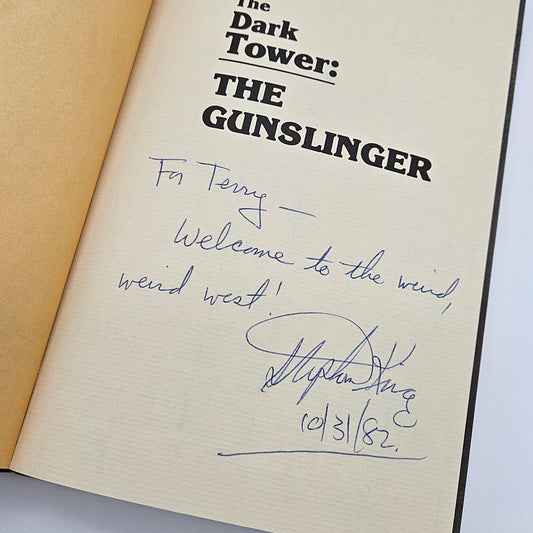 The
Dark
Tower:
THE
GUNSLINGER
For Terry —
Welcome to the weird,
weird west!
Stephen King
10/31/82.